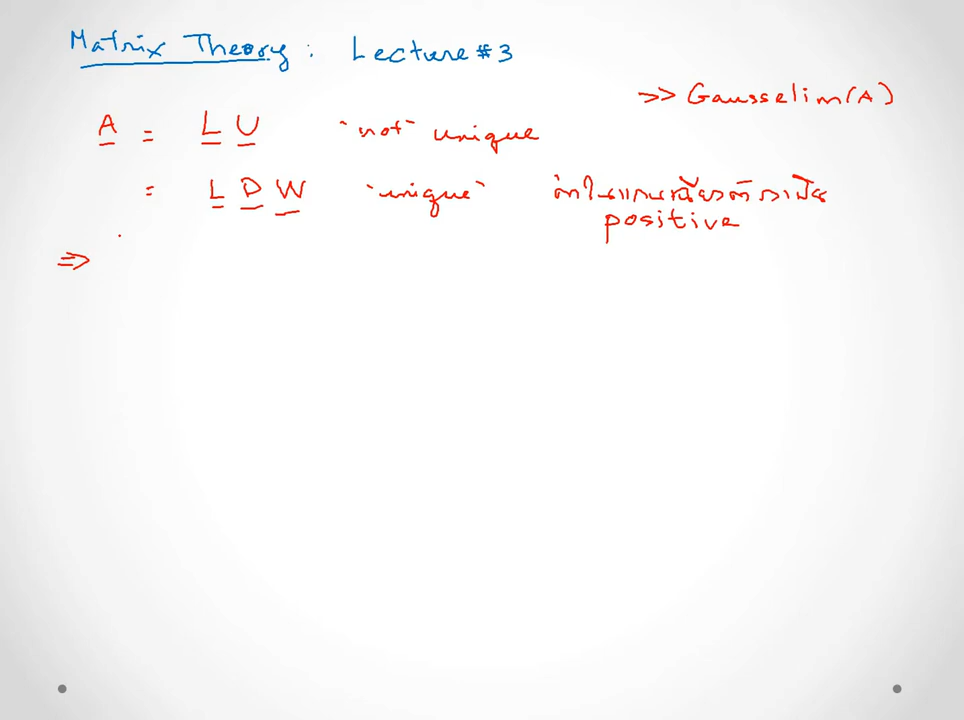 Matrix Theory : Lecture #3
>> Gausselim(A)
A = L U "not" unique
= L D W "unique"
positive
⇒